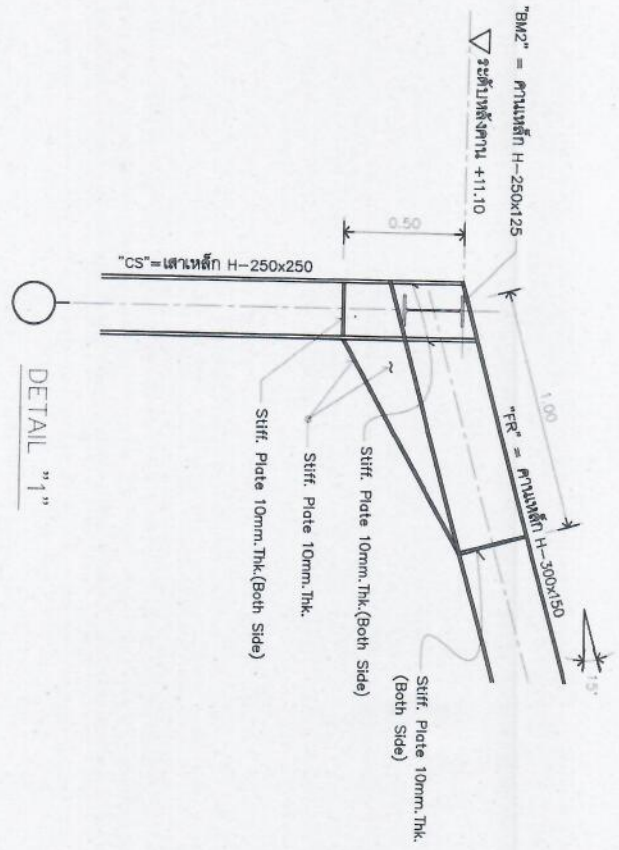 "BM2" = คานเหล็ก H-250x125
ระดับหลังคาน +11.10
0.50
"CS"=เสาเหล็ก H-250x250
1.00
"FR" = คานเหล็ก H-300x150
15°
Stiff. Plate 10mm.Thk.
(Both Side)
Stiff. Plate 10mm.Thk.(Both Side)
Stiff. Plate 10mm.Thk.
Stiff. Plate 10mm.Thk.(Both Side)
DETAIL "1"